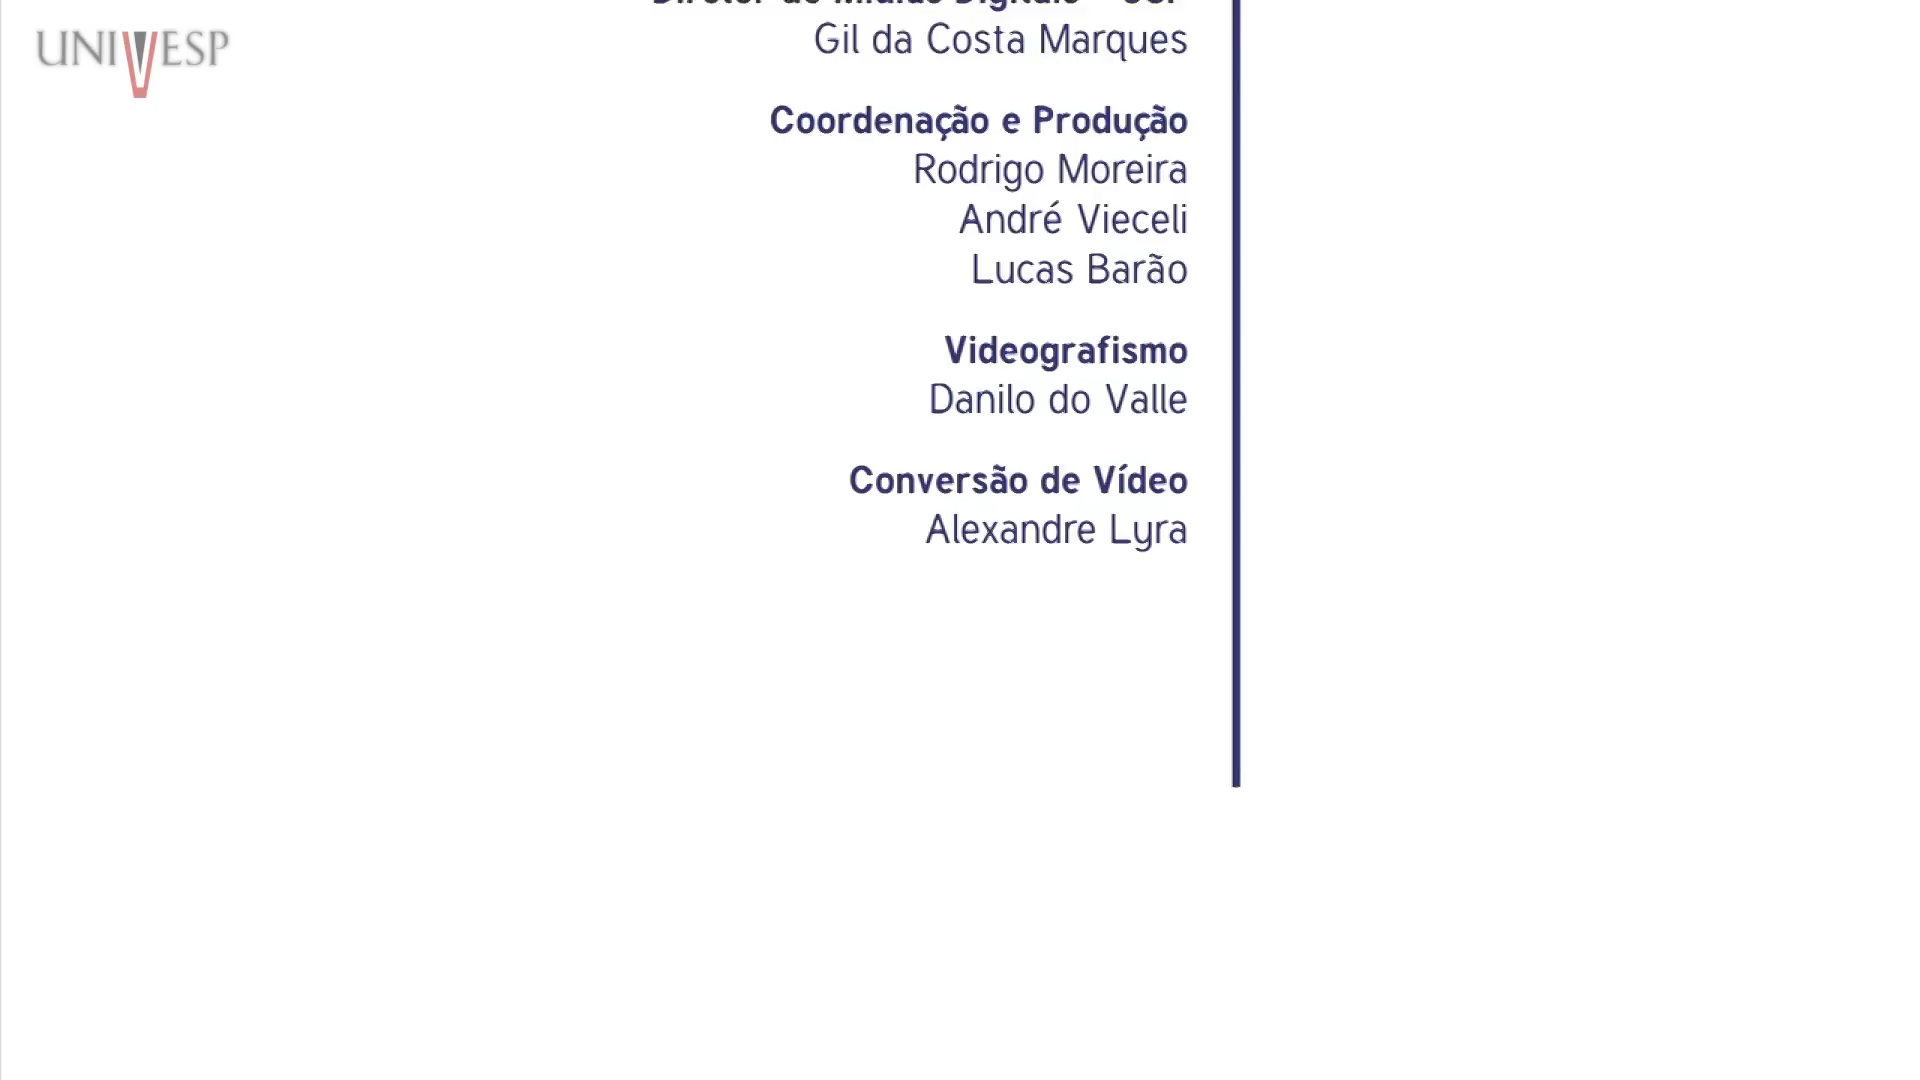 UNIVESP
Gil da Costa Marques
Coordenação e Produção
Rodrigo Moreira
André Vieceli
Lucas Barão
Videografismo
Danilo do Valle
Conversão de Vídeo
Alexandre Lyra